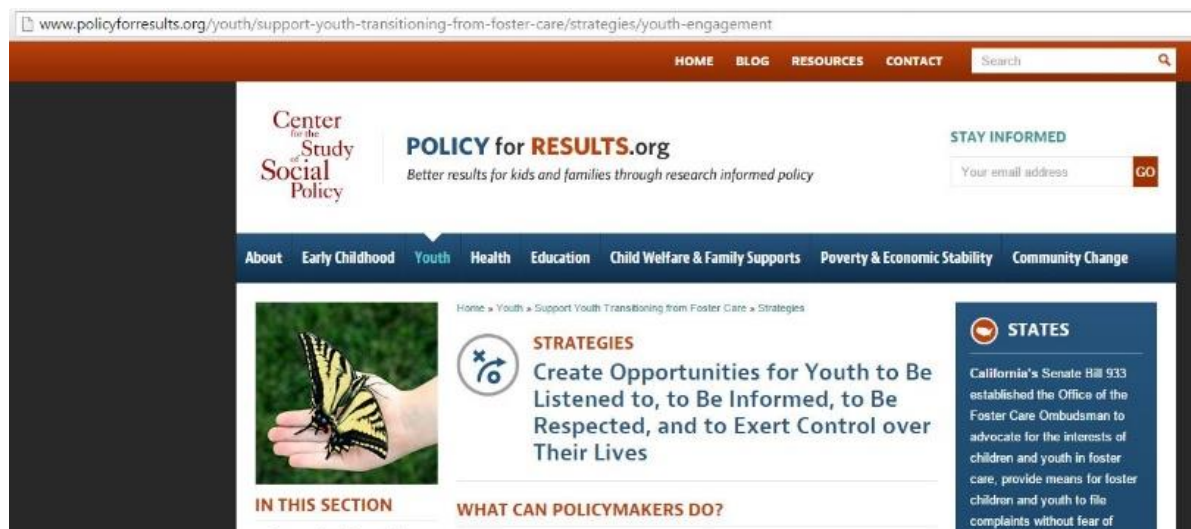 www.policyforresults.org/youth/support-youth-transitioning-from-foster-care/strategies/youth-engagement
HOME BLOG RESOURCES CONTACT Search
Center
for the
Study
of
Social
Policy
POLICY for RESULTS.org
Better results for kids and families through research informed policy
STAY INFORMED
Your email address GO
About Early Childhood Youth Health Education Child Welfare & Family Supports Poverty & Economic Stability Community Change
Home » Youth » Support Youth Transitioning from Foster Care » Strategies
STRATEGIES
Create Opportunities for Youth to Be
Listened to, to Be Informed, to Be
Respected, and to Exert Control over
Their Lives
IN THIS SECTION
WHAT CAN POLICYMAKERS DO?
STATES
California's Senate Bill 933
established the Office of the
Foster Care Ombudsman to
advocate for the interests of
children and youth in foster
care, provide means for foster
children and youth to file
complaints without fear of